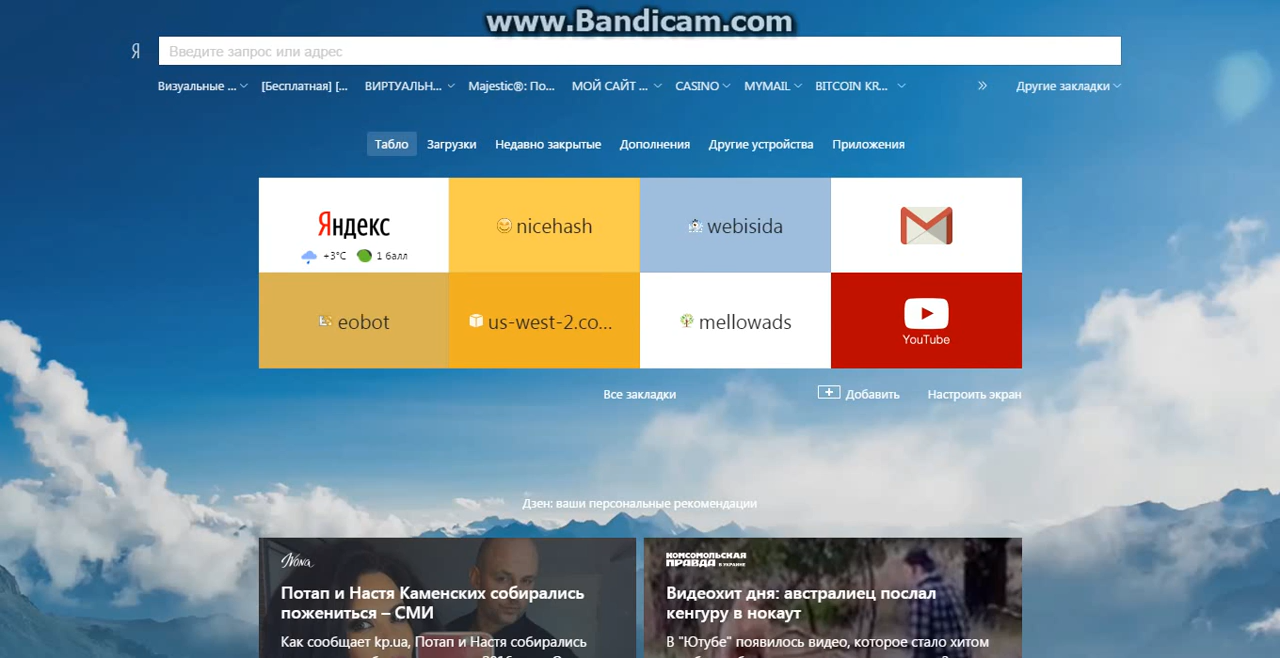 www.Bandicam.com
Я Введите запрос или адрес
Визуальные ... [Бесплатная] [... ВИРТУАЛЬН... Majestic®: По... МОЙ САЙТ ... CASINO MYMAIL BITCOIN KR... » Другие закладки
Табло Загрузки Недавно закрытые Дополнения Другие устройства Приложения
Яндекс nicehash webisida
+3°C 1 балл
eobot us-west-2.co... mellowads YouTube
Все закладки Добавить Настроить экран
Дзен: ваши персональные рекомендации
Nona
Потап и Настя Каменских собирались
пожениться – СМИ
Как сообщает kp.ua, Потап и Настя собирались
КОМСОМОЛЬСКАЯ
ПРАВДА В УКРАИНЕ
Видеохит дня: австралиец послал
кенгуру в нокаут
В "Ютубе" появилось видео, которое стало хитом